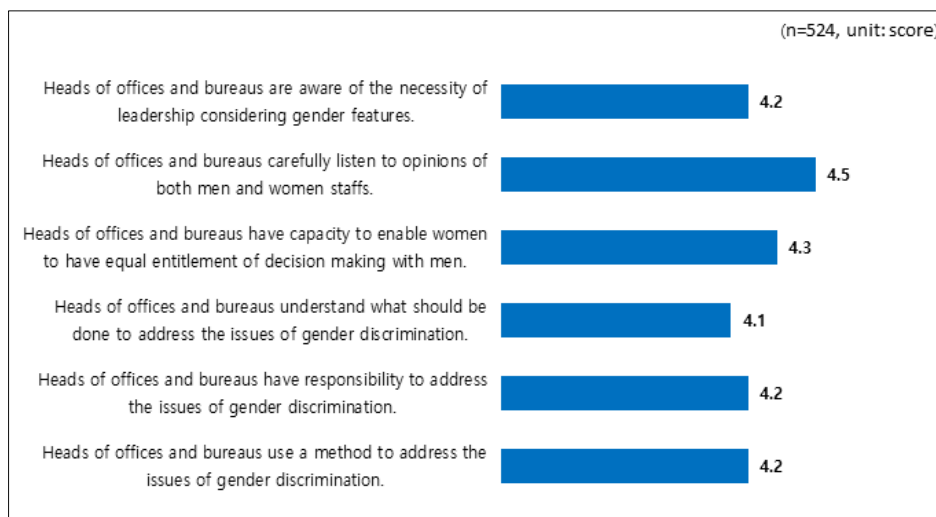 (n=524, unit: score)
Heads of offices and bureaus are aware of the necessity of
leadership considering gender features.
4.2
Heads of offices and bureaus carefully listen to opinions of
both men and women staffs.
4.5
Heads of offices and bureaus have capacity to enable women
to have equal entitlement of decision making with men.
4.3
Heads of offices and bureaus understand what should be
done to address the issues of gender discrimination.
4.1
Heads of offices and bureaus have responsibility to address
the issues of gender discrimination.
4.2
Heads of offices and bureaus use a method to address the
issues of gender discrimination.
4.2